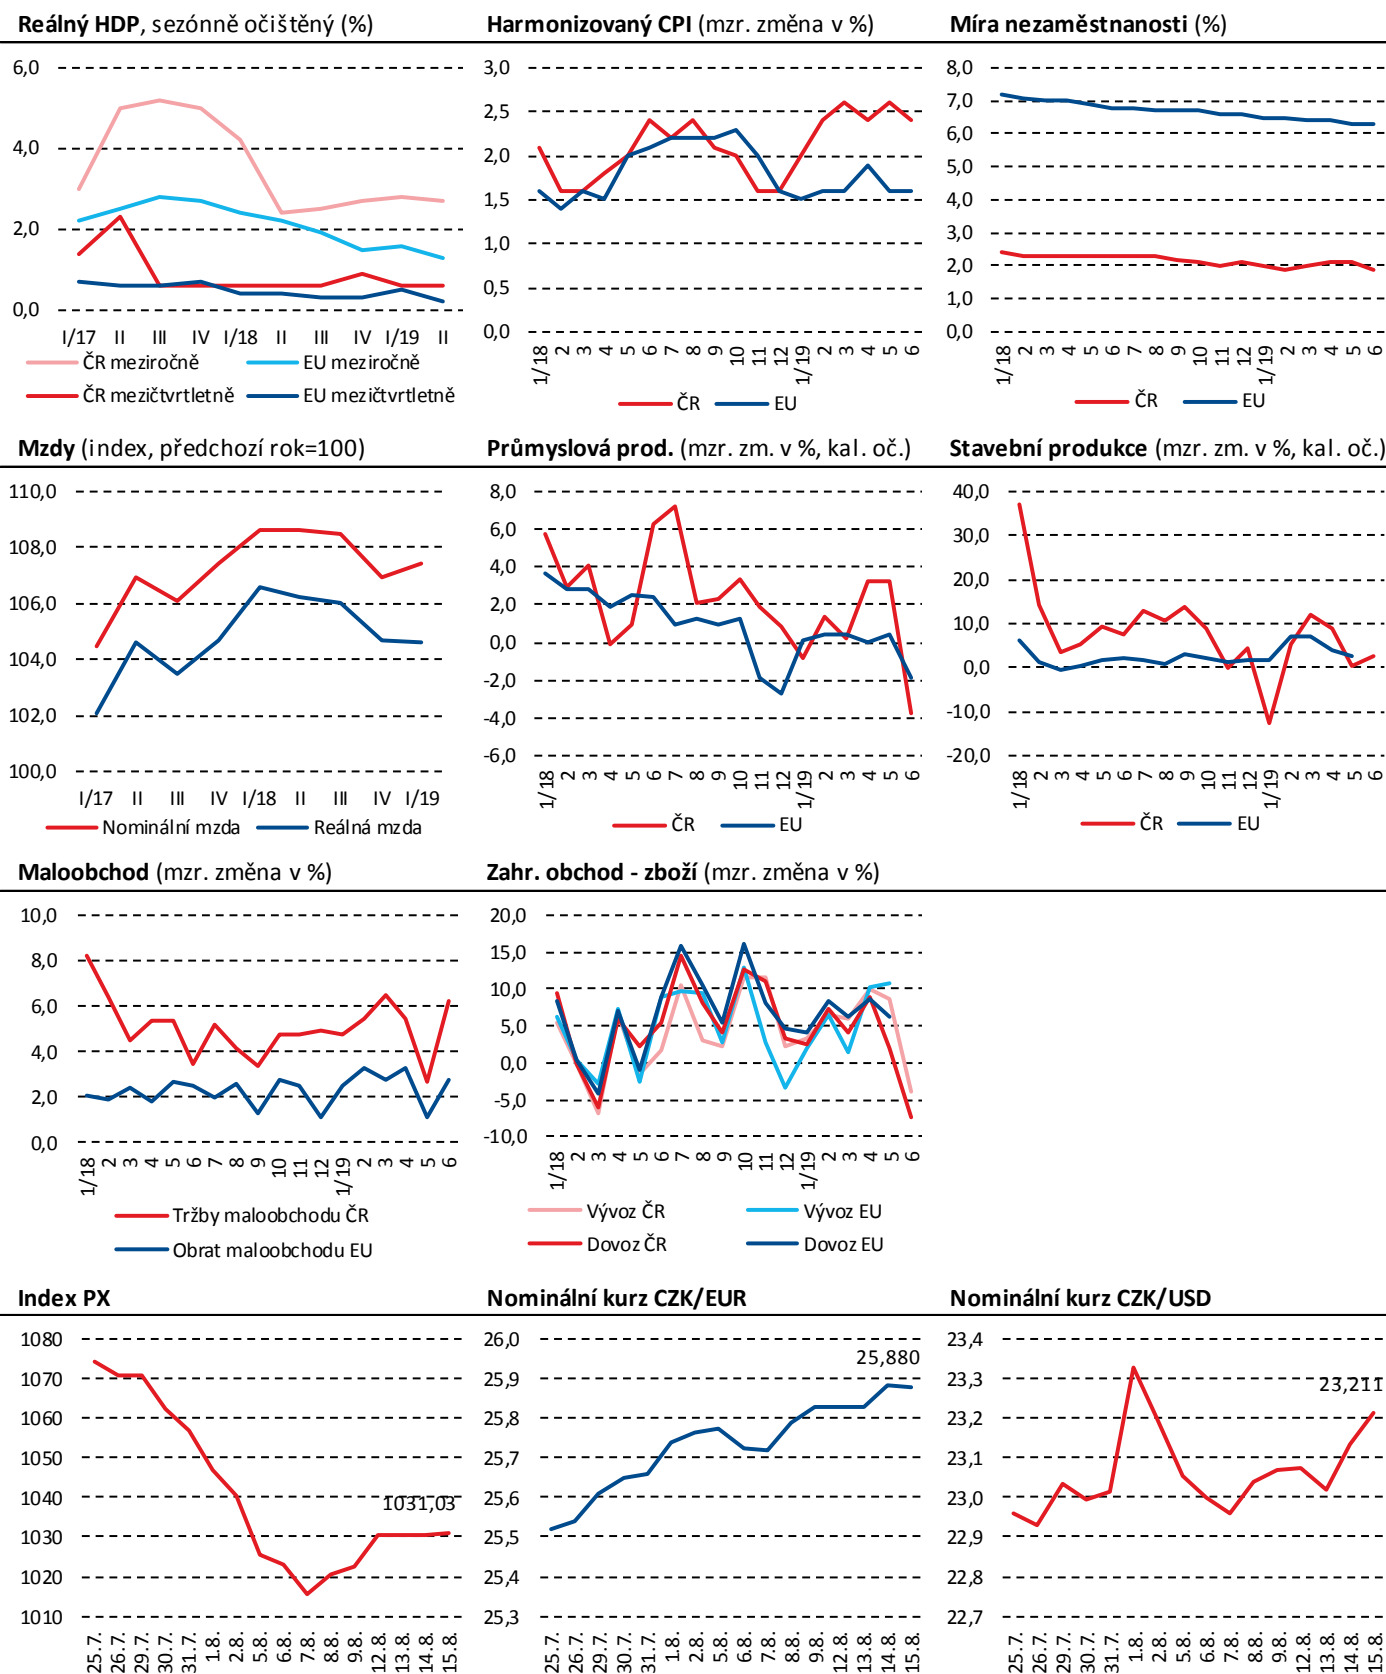 Reálný HDP, sezónně očištěný (%)
6,0
4,0
2,0
0,0
I/17 II III IV I/18 II III IV I/19 II
ČR meziročně EU meziročně
ČR mezičtvrtletně EU mezičtvrtletně
Harmonizovaný CPI (mzr. změna v %)
3,0
2,5
2,0
1,5
1,0
0,5
0,0
1/18 2 3 4 5 6 7 8 9 10 11 12 1/19 2 3 4 5 6
ČR EU
Míra nezaměstnanosti (%)
8,0
7,0
6,0
5,0
4,0
3,0
2,0
1,0
0,0
1/18 2 3 4 5 6 7 8 9 10 11 12 1/19 2 3 4 5 6
ČR EU
Mzdy (index, předchozí rok=100)
110,0
108,0
106,0
104,0
102,0
100,0
I/17 II III IV I/18 II III IV I/19
Nominální mzda Reálná mzda
Průmyslová prod. (mzr. zm. v %, kal. oč.)
8,0
6,0
4,0
2,0
0,0
-2,0
-4,0
-6,0
1/18 2 3 4 5 6 7 8 9 10 11 12 1/19 2 3 4 5 6
ČR EU
Stavební produkce (mzr. zm. v %, kal. oč.)
40,0
30,0
20,0
10,0
0,0
-10,0
-20,0
1/18 2 3 4 5 6 7 8 9 10 11 12 1/19 2 3 4 5 6
ČR EU
Maloobchod (mzr. změna v %)
10,0
8,0
6,0
4,0
2,0
0,0
1/18 2 3 4 5 6 7 8 9 10 11 12 1/19 2 3 4 5 6
Tržby maloobchodu ČR
Obrat maloobchodu EU
Zahr. obchod - zboží (mzr. změna v %)
20,0
15,0
10,0
5,0
0,0
-5,0
-10,0
1/18 2 3 4 5 6 7 8 9 10 11 12 1/19 2 3 4 5 6
Vývoz ČR Vývoz EU
Dovoz ČR Dovoz EU
Index PX
1080
1070
1060
1050
1040
1030
1020
1010
1031,03
25.7. 26.7. 29.7. 30.7. 31.7. 1.8. 2.8. 5.8. 6.8. 7.8. 8.8. 9.8. 12.8. 13.8. 14.8. 15.8.
Nominální kurz CZK/EUR
26,0
25,9
25,8
25,7
25,6
25,5
25,4
25,3
25,880
25.7. 26.7. 29.7. 30.7. 31.7. 1.8. 2.8. 5.8. 6.8. 7.8. 8.8. 9.8. 12.8. 13.8. 14.8. 15.8.
Nominální kurz CZK/USD
23,4
23,3
23,2
23,1
23,0
22,9
22,8
22,7
23,211
25.7. 26.7. 29.7. 30.7. 31.7. 1.8. 2.8. 5.8. 6.8. 7.8. 8.8. 9.8. 12.8. 13.8. 14.8. 15.8.